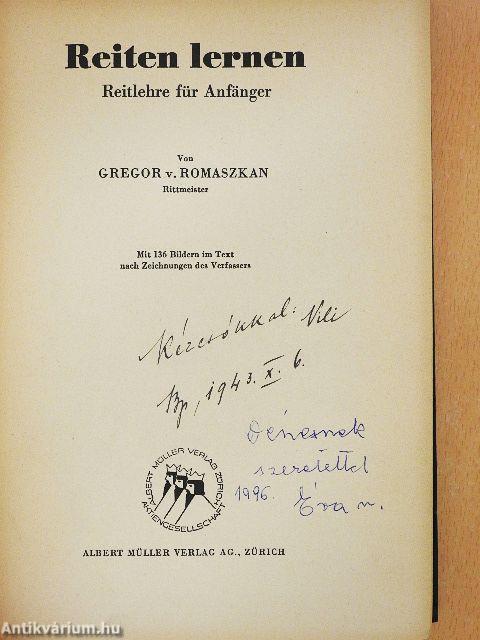 Reiten lernen
Reitlehre für Anfänger
Von
GREGOR v. ROMASZKAN
Rittmeister
Mit 136 Bildern im Text
nach Zeichnungen des Verfassers
Kézcsókkal: Vili
Bp, 1943. X. 6.
Dénesnek
szeretettel
1996. Éva n.
ALBERT MÜLLER VERLAG ZÜRICH
AKTIENGESELLSCHAFT
ALBERT MÜLLER VERLAG AG., ZÜRICH
Antikvárium.hu